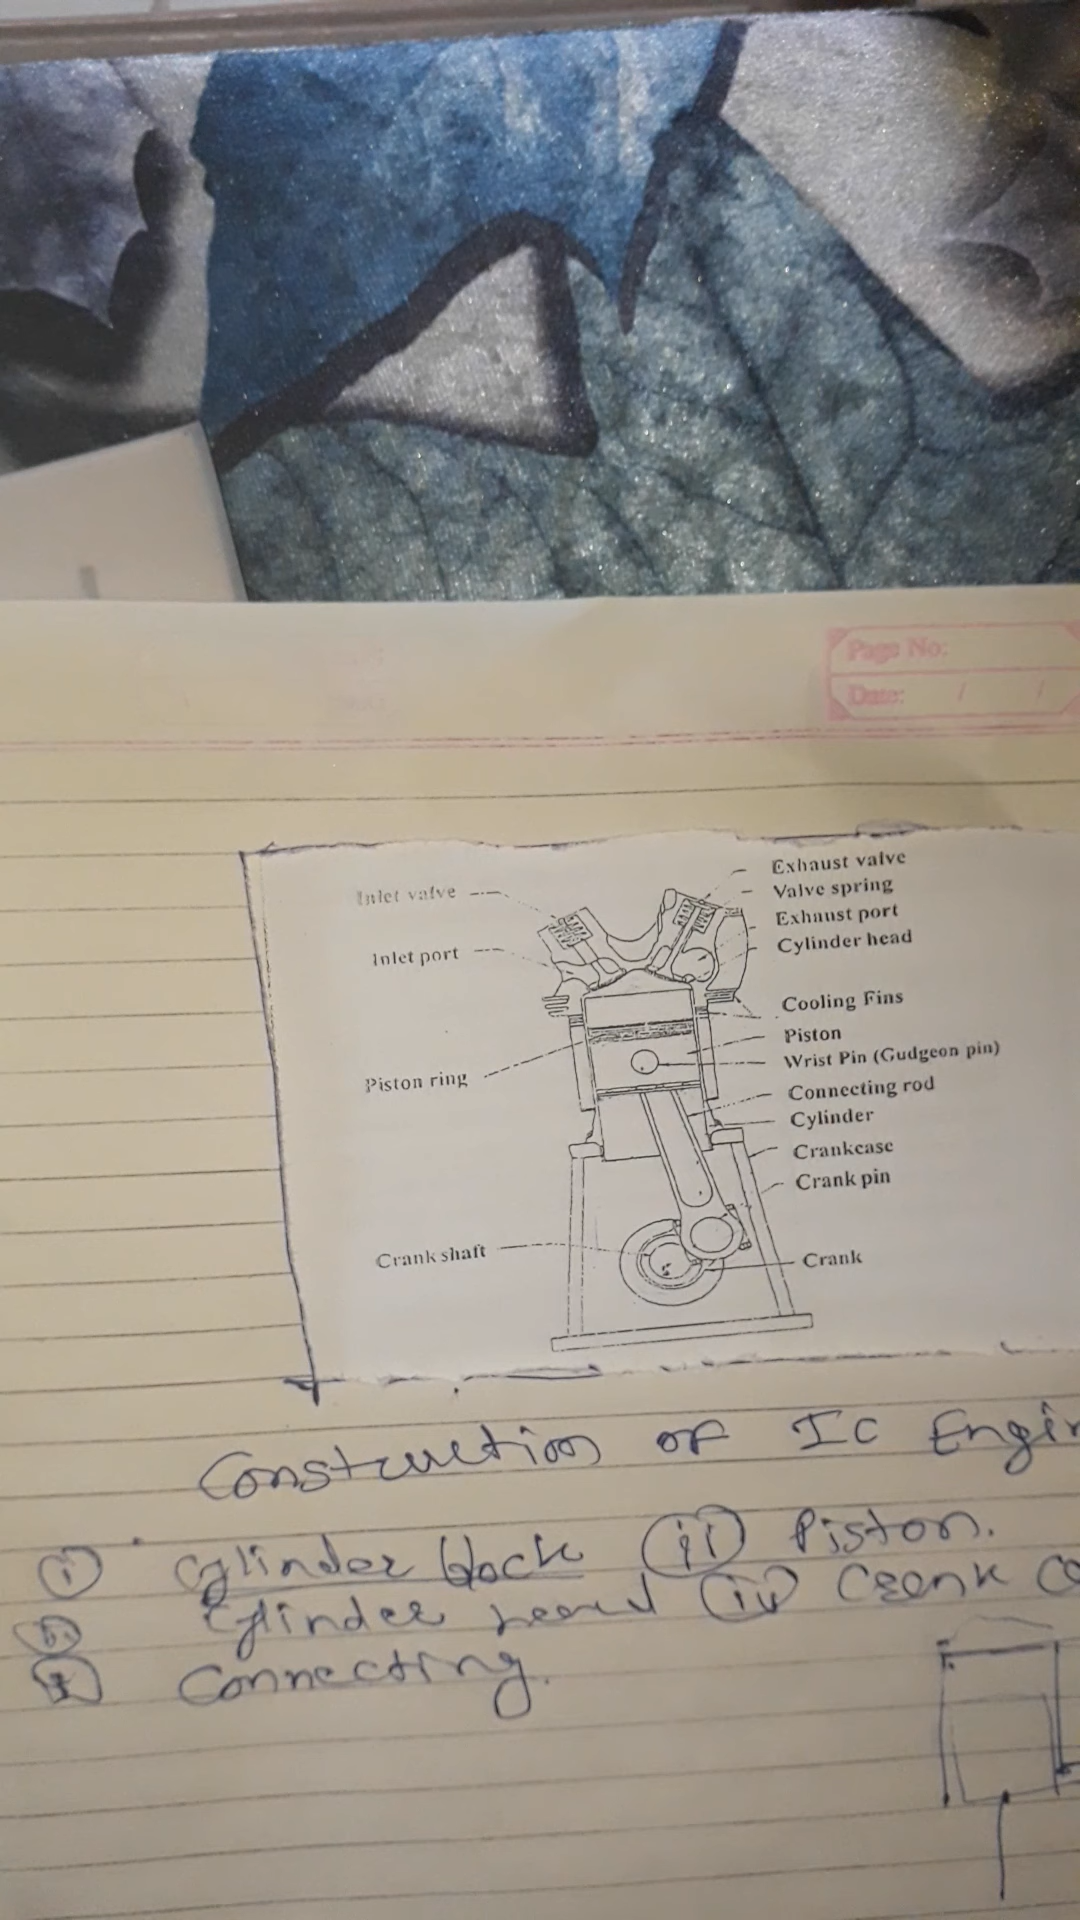 Page No:
Date: / /
Inlet valve
Inlet port
Piston ring
Crank shaft
Exhaust valve
Valve spring
Exhaust port
Cylinder head
Cooling Fins
Piston
Wrist Pin (Gudgeon pin)
Connecting rod
Cylinder
Crankcase
Crank pin
Crank
Construction of IC Engin
(i) Cylinder block (ii) Piston.
Cylinder head (iv) Crank
Connecting.